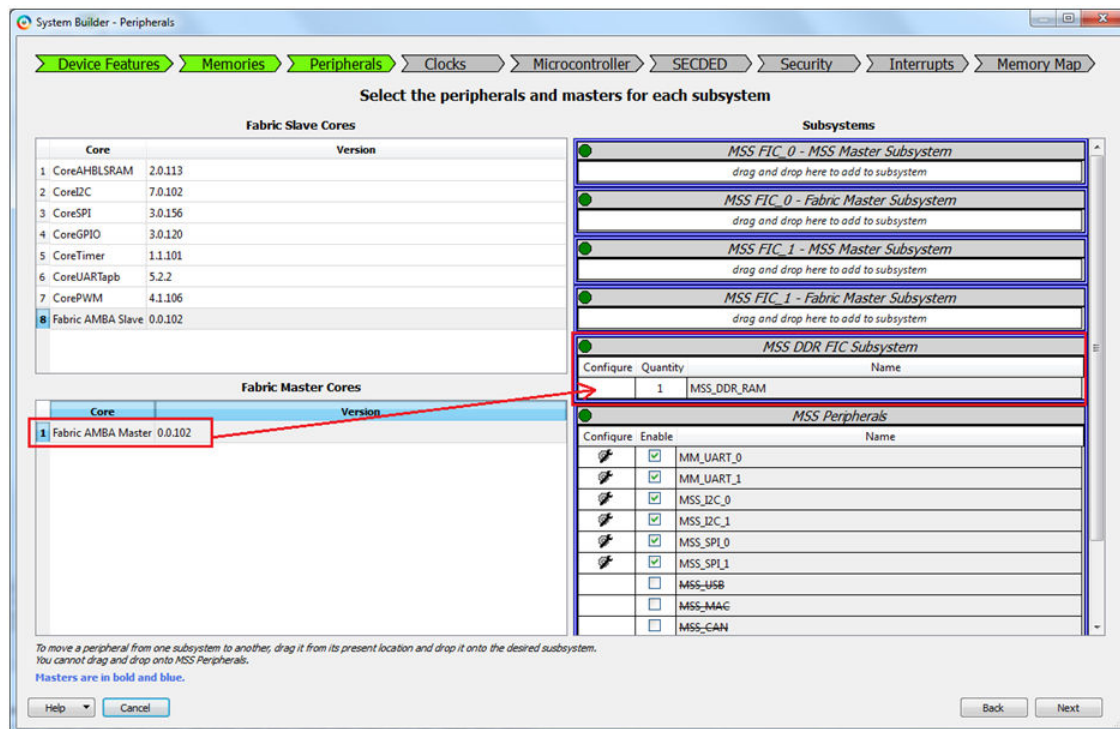 System Builder - Peripherals
Device Features Memories Peripherals Clocks Microcontroller SECDED Security Interrupts Memory Map
Select the peripherals and masters for each subsystem
Fabric Slave Cores
Core Version
1 CoreAHBLSRAM 2.0.113
2 CoreI2C 7.0.102
3 CoreSPI 3.0.156
4 CoreGPIO 3.0.120
5 CoreTimer 1.1.101
6 CoreUARTapb 5.2.2
7 CorePWM 4.1.106
8 Fabric AMBA Slave 0.0.102
Fabric Master Cores
Core Version
1 Fabric AMBA Master 0.0.102
Subsystems
MSS FIC_0 - MSS Master Subsystem
drag and drop here to add to subsystem
MSS FIC_0 - Fabric Master Subsystem
drag and drop here to add to subsystem
MSS FIC_1 - MSS Master Subsystem
drag and drop here to add to subsystem
MSS FIC_1 - Fabric Master Subsystem
drag and drop here to add to subsystem
MSS DDR FIC Subsystem
Configure Quantity Name
1 MSS_DDR_RAM
MSS Peripherals
Configure Enable Name
MM_UART_0
MM_UART_1
MSS_I2C_0
MSS_I2C_1
MSS_SPI_0
MSS_SPI_1
MSS_USB
MSS_MAC
MSS_CAN
To move a peripheral from one subsystem to another, drag it from its present location and drop it onto the desired susbsystem.
You cannot drag and drop onto MSS Peripherals.
Masters are in bold and blue.
Help Cancel Back Next